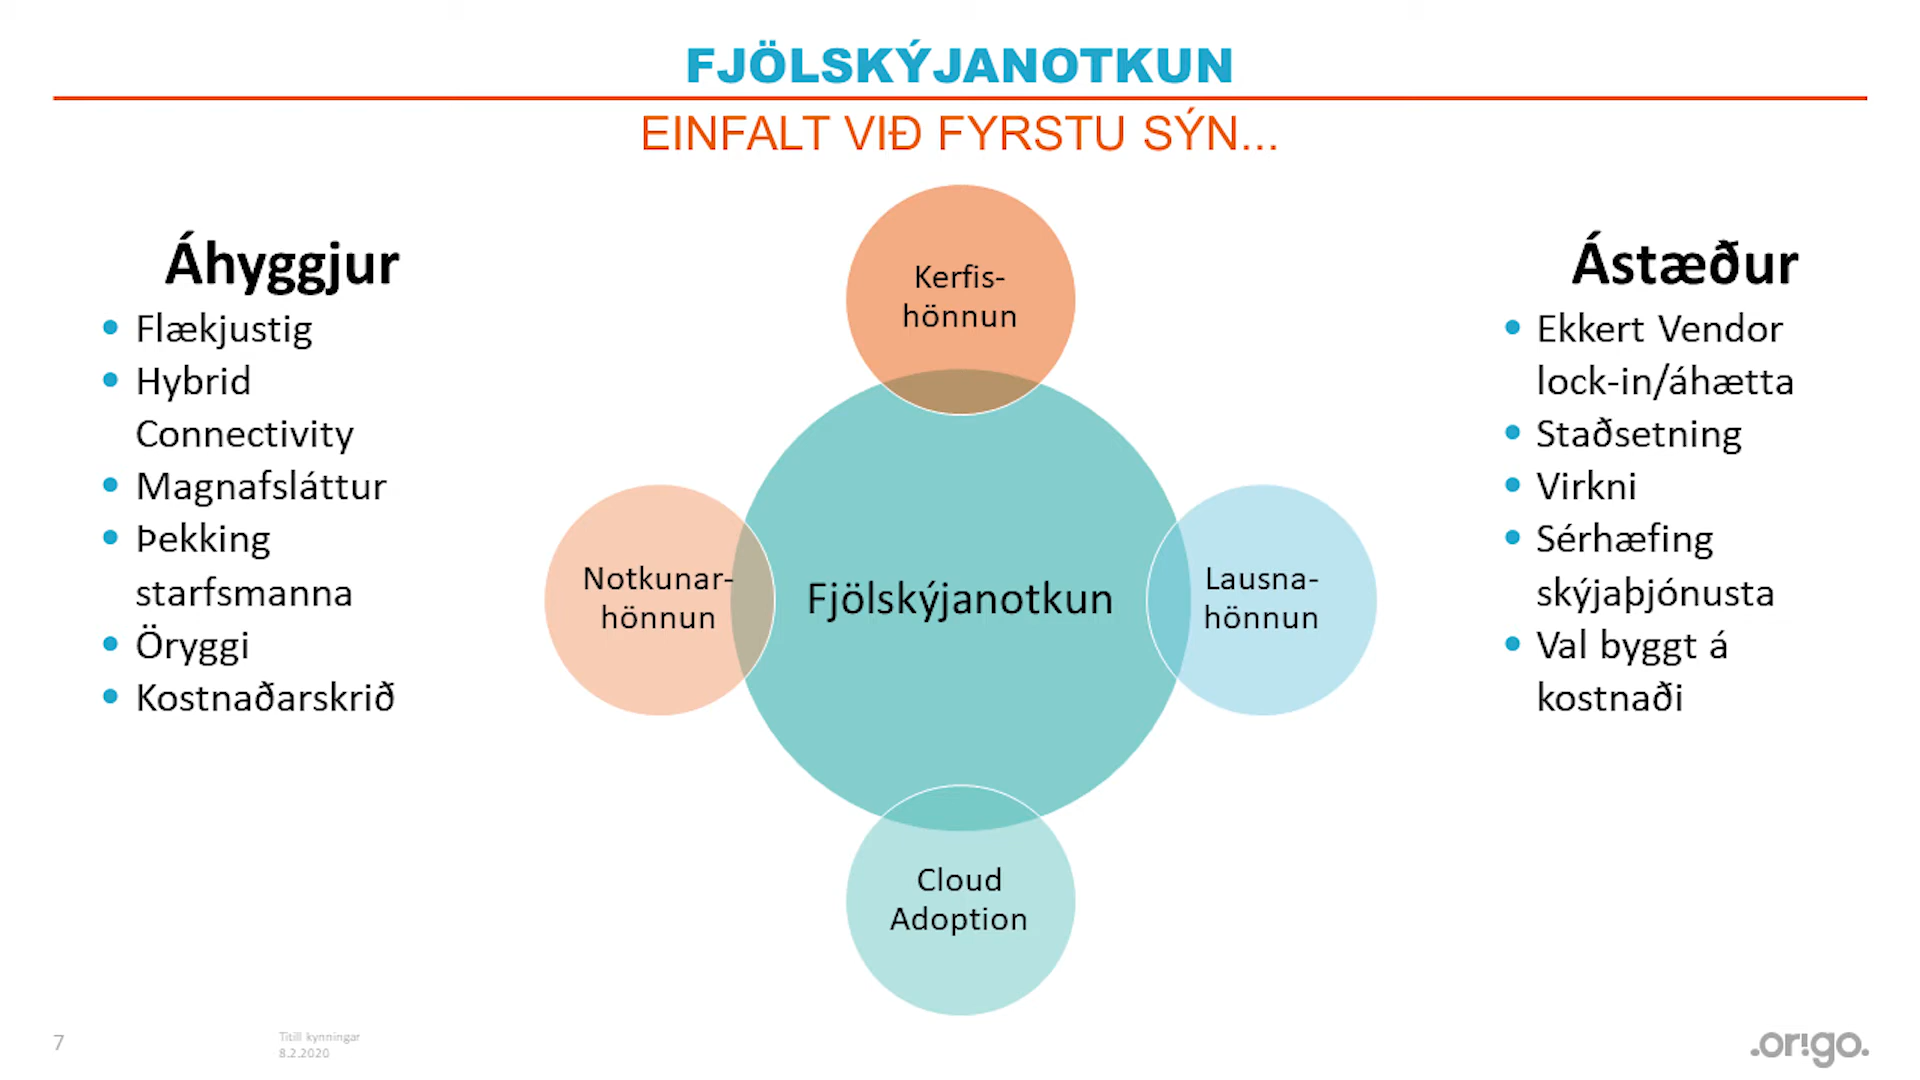 FJÖLSKÝJANOTKUN
EINFALT VIÐ FYRSTU SÝN...
Áhyggjur
• Flækjustig
• Hybrid
Connectivity
• Magnafsláttur
• Þekking
starfsmanna
• Öryggi
• Kostnaðarskrið
Kerfis-
hönnun
Notkunar-
hönnun
Fjölskýjanotkun
Lausna-
hönnun
Cloud
Adoption
Ástæður
• Ekkert Vendor
lock-in/áhætta
• Staðsetning
• Virkni
• Sérhæfing
skýjaþjónusta
• Val byggt á
kostnaði
7
Titill kynningar
8.2.2020
.origo.